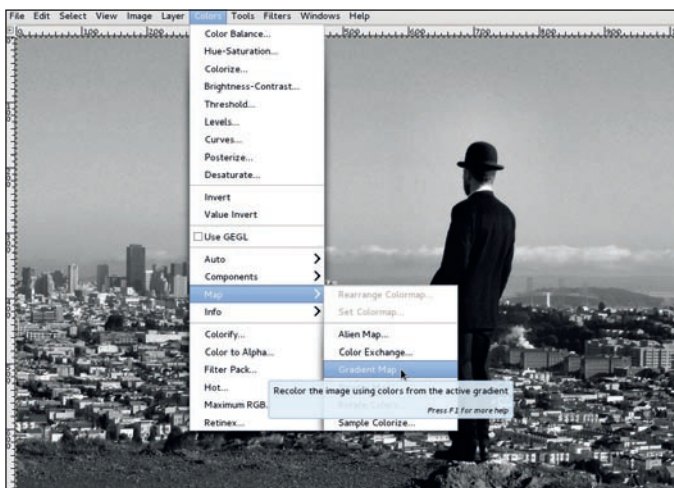 File Edit Select View Image Layer Colors Tools Filters Windows Help
Color Balance...
Hue-Saturation...
Colorize...
Brightness-Contrast...
Threshold...
Levels...
Curves...
Posterize...
Desaturate...
Invert
Value Invert
Use GEGL
Auto
Components
Map
Info
Colorify...
Color to Alpha...
Filter Pack...
Hot...
Maximum RGB...
Retinex...
Rearrange Colormap...
Set Colormap...
Alien Map...
Color Exchange...
Gradient Map
Recolor the image using colors from the active gradient
Press F1 for more help
Sample Colorize...